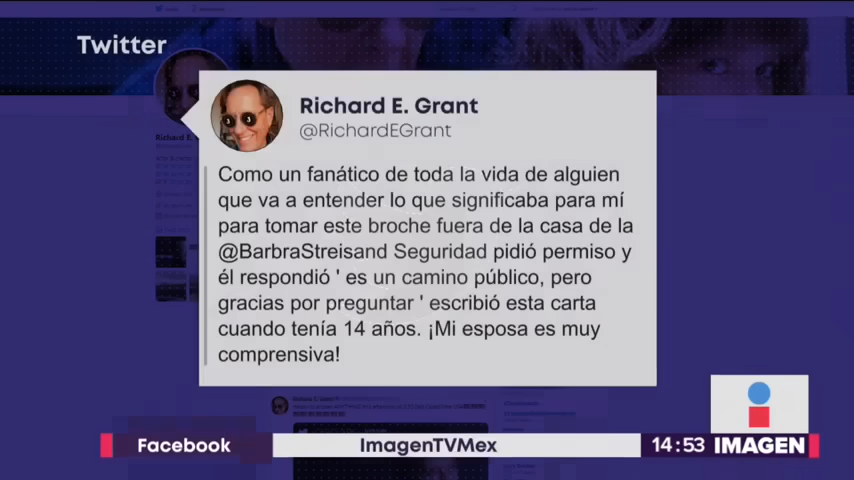 Twitter
Richard E. Grant
@RichardEGrant
Como un fanático de toda la vida de alguien
que va a entender lo que significaba para mí
para tomar este broche fuera de la casa de la
@BarbraStreisand Seguridad pidió permiso y
él respondió ' es un camino público, pero
gracias por preguntar ' escribió esta carta
cuando tenía 14 años. ¡Mi esposa es muy
comprensiva!
Richard E.
Facebook
ImagenTVMex
14:53 IMAGEN